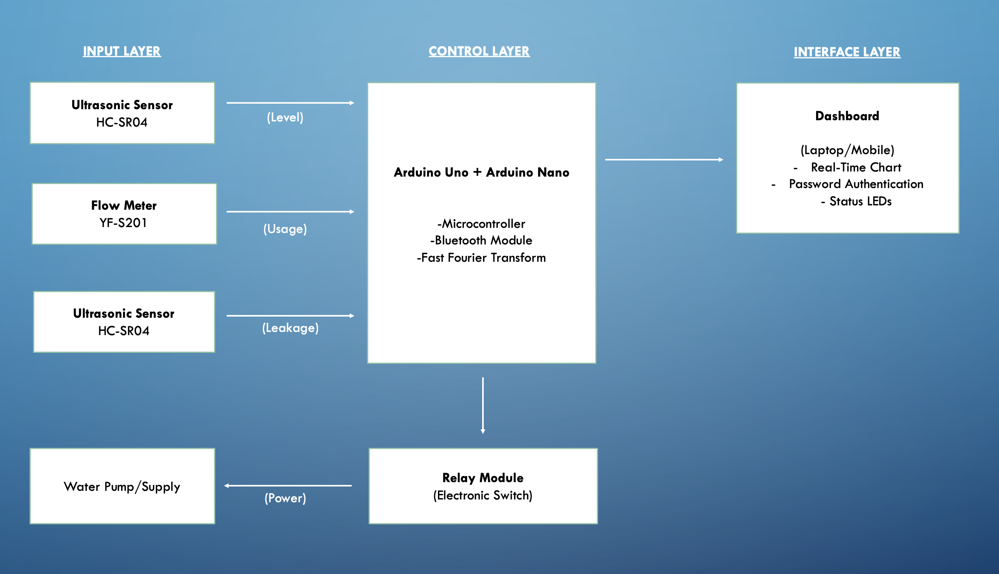 INPUT LAYER
CONTROL LAYER
INTERFACE LAYER
Ultrasonic Sensor
HC-SR04
(Level)
Flow Meter
YF-S201
(Usage)
Ultrasonic Sensor
HC-SR04
(Leakage)
Arduino Uno + Arduino Nano
-Microcontroller
-Bluetooth Module
-Fast Fourier Transform
Dashboard
(Laptop/Mobile)
- Real-Time Chart
- Password Authentication
- Status LEDs
Water Pump/Supply
(Power)
Relay Module
(Electronic Switch)